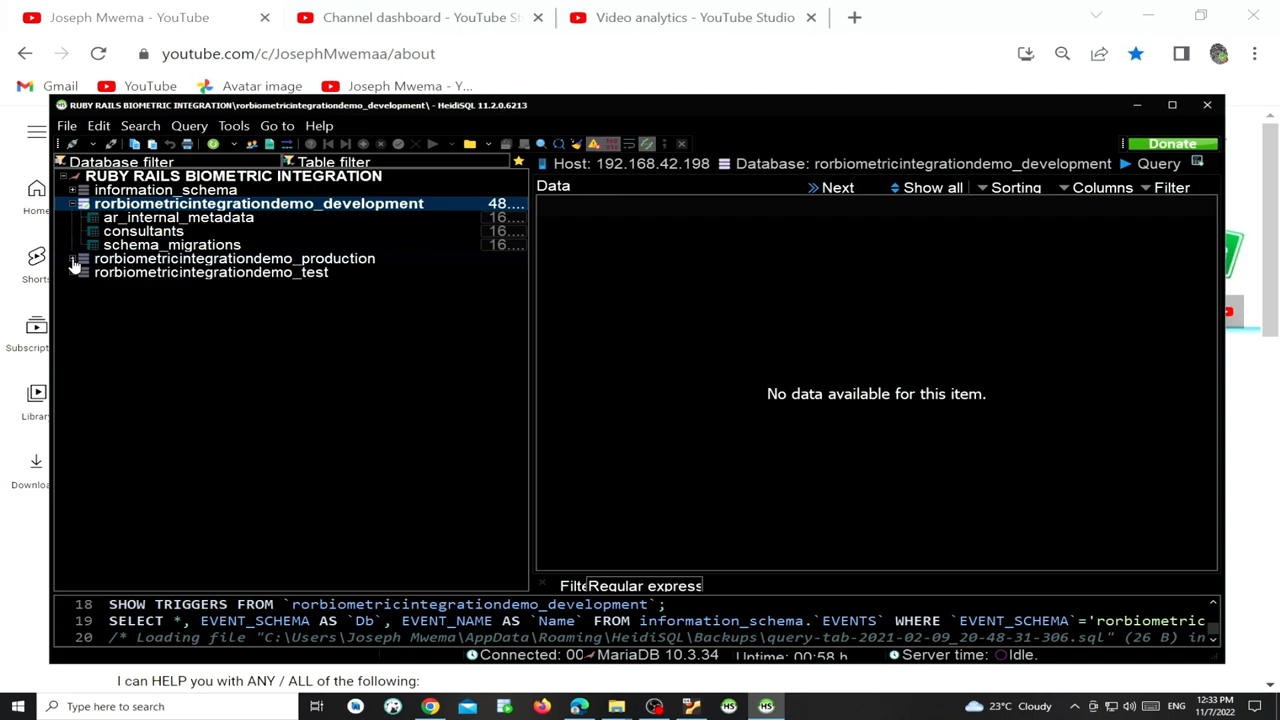 Joseph Mwema - YouTube
Channel dashboard - YouTube S
Video analytics - YouTube Studio
youtube.com/c/JosephMwemaa/about
Gmail
YouTube
Avatar image
Joseph Mwema - Y...
RUBY RAILS BIOMETRIC INTEGRATION\rorbiometricintegrationdemo_development\ - HeidiSQL 11.2.0.6213
File Edit Search Query Tools Go to Help
Donate
Database filter
Table filter
Host: 192.168.42.198
Database: rorbiometricintegrationdemo_development
Query
RUBY RAILS BIOMETRIC INTEGRATION
information_schema
rorbiometricintegrationdemo_development 48....
ar_internal_metadata 16....
consultants 16....
schema_migrations 16....
rorbiometricintegrationdemo_production
rorbiometricintegrationdemo_test
Data
Next
Show all
Sorting
Columns
Filter
No data available for this item.
Filte
Regular express
18 SHOW TRIGGERS FROM `rorbiometricintegrationdemo_development`;
19 SELECT *, EVENT_SCHEMA AS `Db`, EVENT_NAME AS `Name` FROM information_schema.`EVENTS` WHERE `EVENT_SCHEMA`='rorbiometric
20 /* Loading file "C:\Users\Joseph Mwema\AppData\Roaming\HeidiSQL\Backups\query-tab-2021-02-09_20-48-31-306.sql" (26 B) in
Connected: 00
MariaDB 10.3.34
Uptime: 00:58 h
Server time:
Idle.
Home
Shorts
Subscript
Library
Downloa
I can HELP you with ANY / ALL of the following:
Type here to search
HS
HS
23°C Cloudy
ENG
12:33 PM
11/7/2022